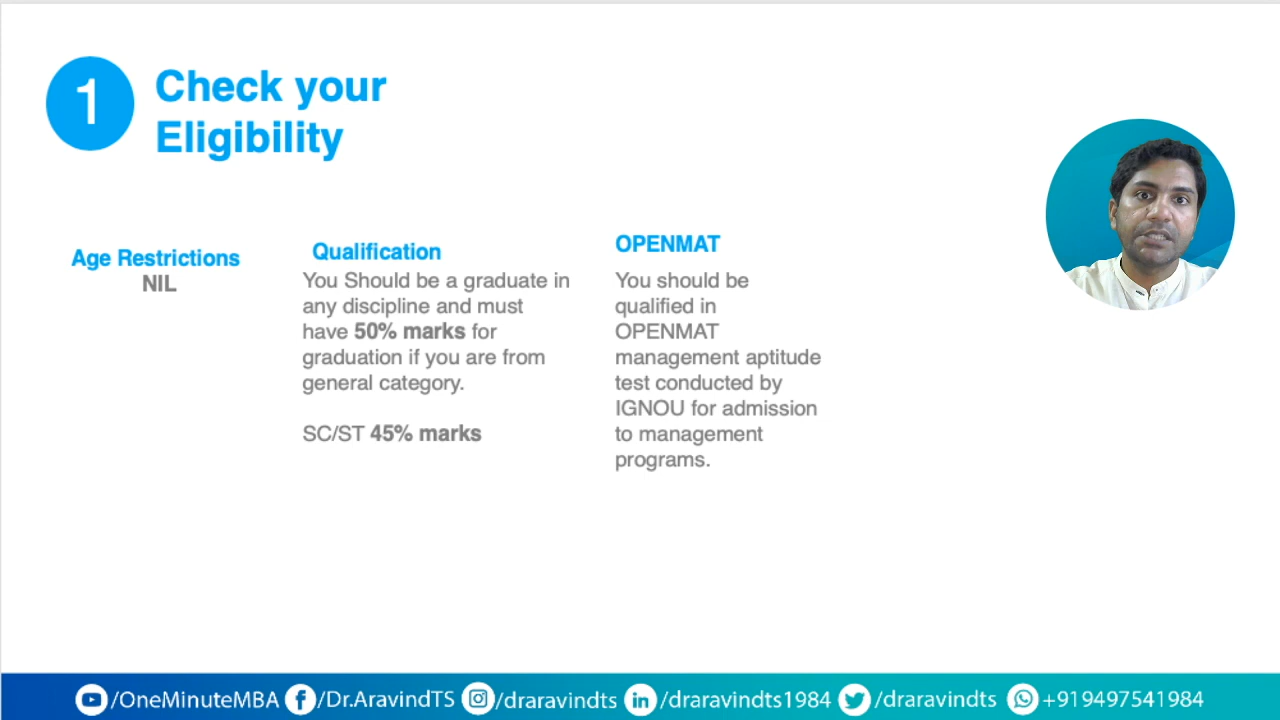 1
Check your
Eligibility
Age Restrictions
NIL
Qualification
You Should be a graduate in
any discipline and must
have 50% marks for
graduation if you are from
general category.
SC/ST 45% marks
OPENMAT
You should be
qualified in
OPENMAT
management aptitude
test conducted by
IGNOU for admission
to management
programs.
/OneMinuteMBA /Dr.AravindTS /draravindts /draravindts1984 /draravindts +919497541984